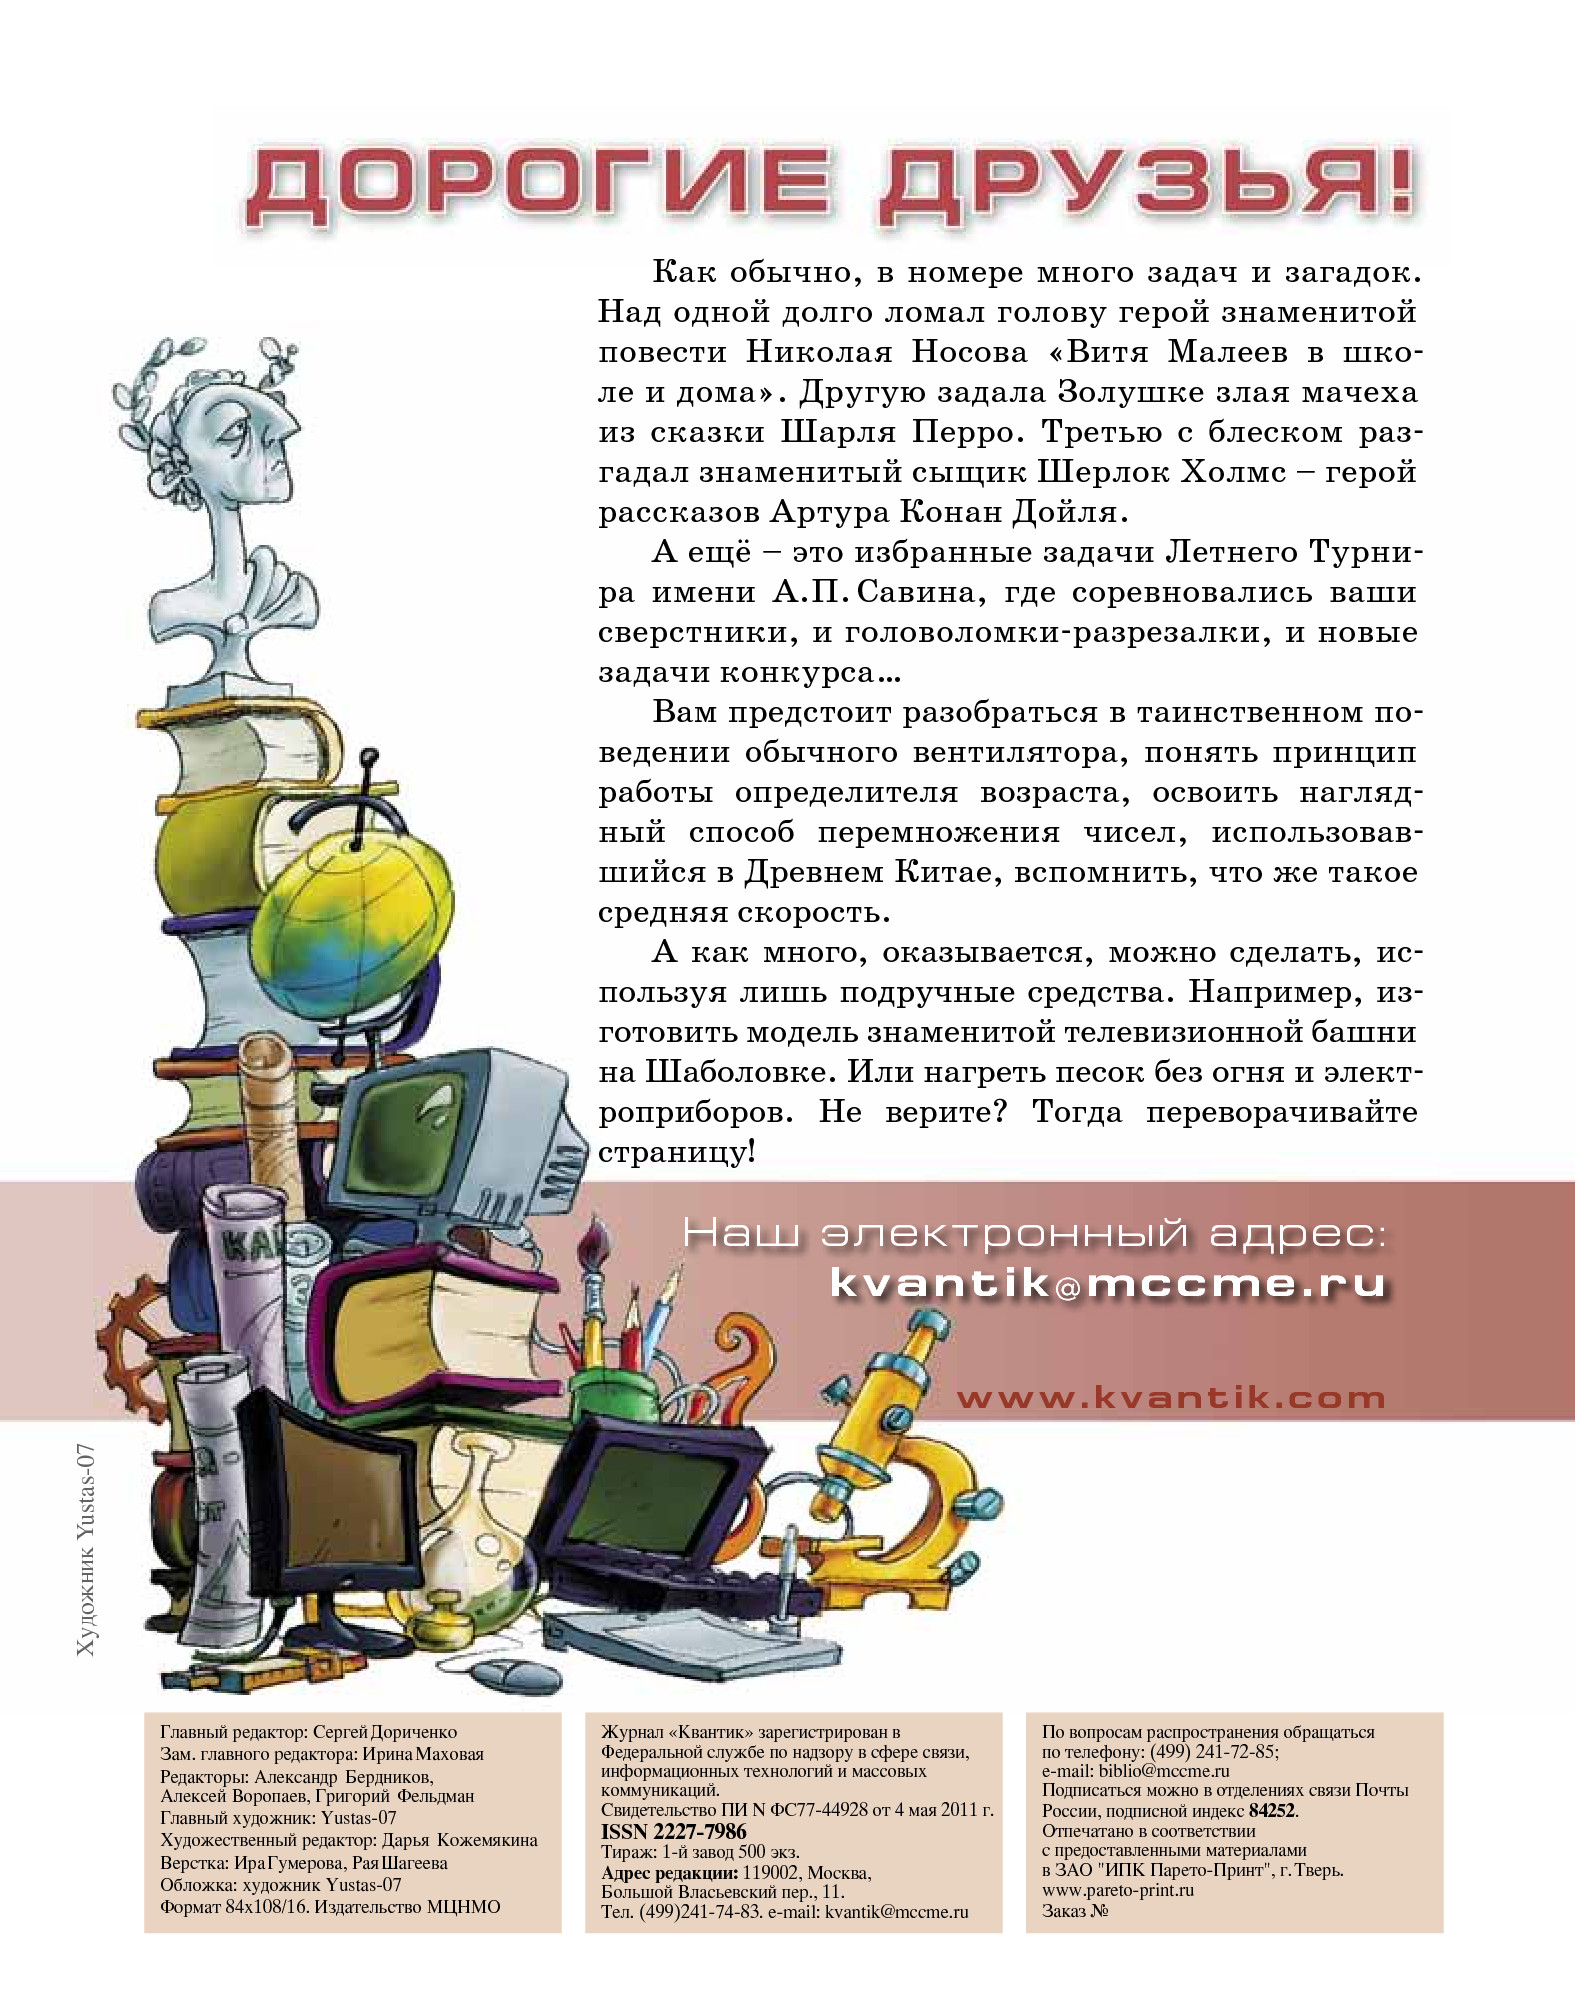 ДОРОГИЕ ДРУЗЬЯ!
Как обычно, в номере много задач и загадок.
Над одной долго ломал голову герой знаменитой
повести Николая Носова «Витя Малеев в шко-
ле и дома». Другую задала Золушке злая мачеха
из сказки Шарля Перро. Третью с блеском раз-
гадал знаменитый сыщик Шерлок Холмс – герой
рассказов Артура Конан Дойля.
А ещё – это избранные задачи Летнего Турни-
ра имени А.П. Савина, где соревновались ваши
сверстники, и головоломки-разрезалки, и новые
задачи конкурса...
Вам предстоит разобраться в таинственном по-
ведении обычного вентилятора, понять принцип
работы определителя возраста, освоить нагляд-
ный способ перемножения чисел, использовав-
шийся в Древнем Китае, вспомнить, что же такое
средняя скорость.
А как много, оказывается, можно сделать, ис-
пользуя лишь подручные средства. Например, из-
готовить модель знаменитой телевизионной башни
на Шаболовке. Или нагреть песок без огня и элект-
роприборов. Не верите? Тогда переворачивайте
страницу!
Наш электронный адрес:
kvantik@mccme.ru
www.kvantik.com
Художник Yustas-07
Главный редактор: Сергей Дориченко
Зам. главного редактора: Ирина Маховая
Редакторы: Александр Бердников,
Алексей Воропаев, Григорий Фельдман
Главный художник: Yustas-07
Художественный редактор: Дарья Кожемякина
Верстка: Ира Гумерова, Рая Шагеева
Обложка: художник Yustas-07
Формат 84х108/16. Издательство МЦНМО
Журнал «Квантик» зарегистрирован в
Федеральной службе по надзору в сфере связи,
информационных технологий и массовых
коммуникаций.
Свидетельство ПИ N ФС77-44928 от 4 мая 2011 г.
ISSN 2227-7986
Тираж: 1-й завод 500 экз.
Адрес редакции: 119002, Москва,
Большой Власьевский пер., 11.
Тел. (499)241-74-83. e-mail: kvantik@mccme.ru
По вопросам распространения обращаться
по телефону: (499) 241-72-85;
e-mail: biblio@mccme.ru
Подписаться можно в отделениях связи Почты
России, подписной индекс 84252.
Отпечатано в соответствии
с предоставленными материалами
в ЗАО "ИПК Парето-Принт", г. Тверь.
www.pareto-print.ru
Заказ №